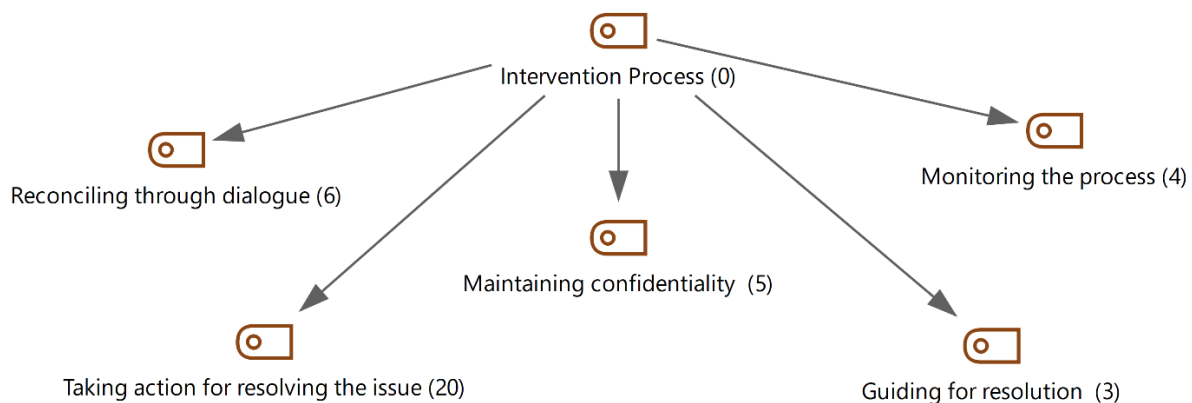 Intervention Process (0)
Reconciling through dialogue (6)
Monitoring the process (4)
Maintaining confidentiality (5)
Taking action for resolving the issue (20)
Guiding for resolution (3)